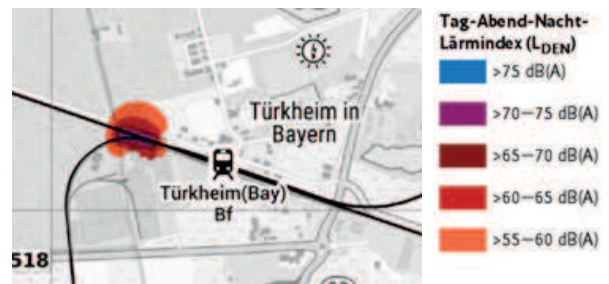 Türkheim in
Bayern
Türkheim(Bay)
Bf
518
Tag-Abend-Nacht-
Lärmindex (LDEN)
>75 dB(A)
>70–75 dB(A)
>65–70 dB(A)
>60–65 dB(A)
>55–60 dB(A)